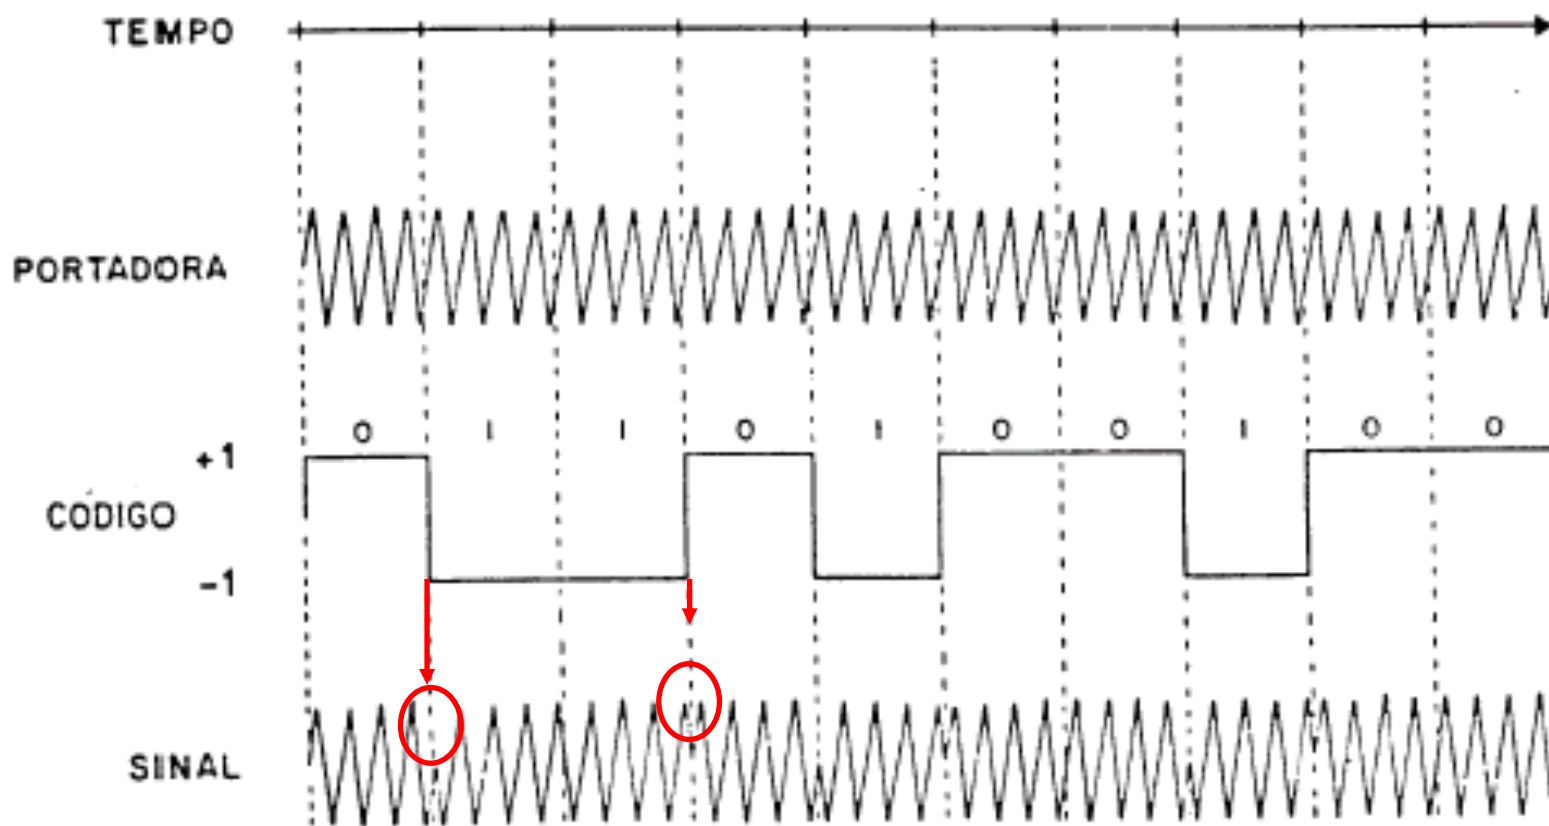 TEMPO
PORTADORA
0 1 1 0 1 0 0 1 0 0
+1
CÓDIGO
-1
SINAL